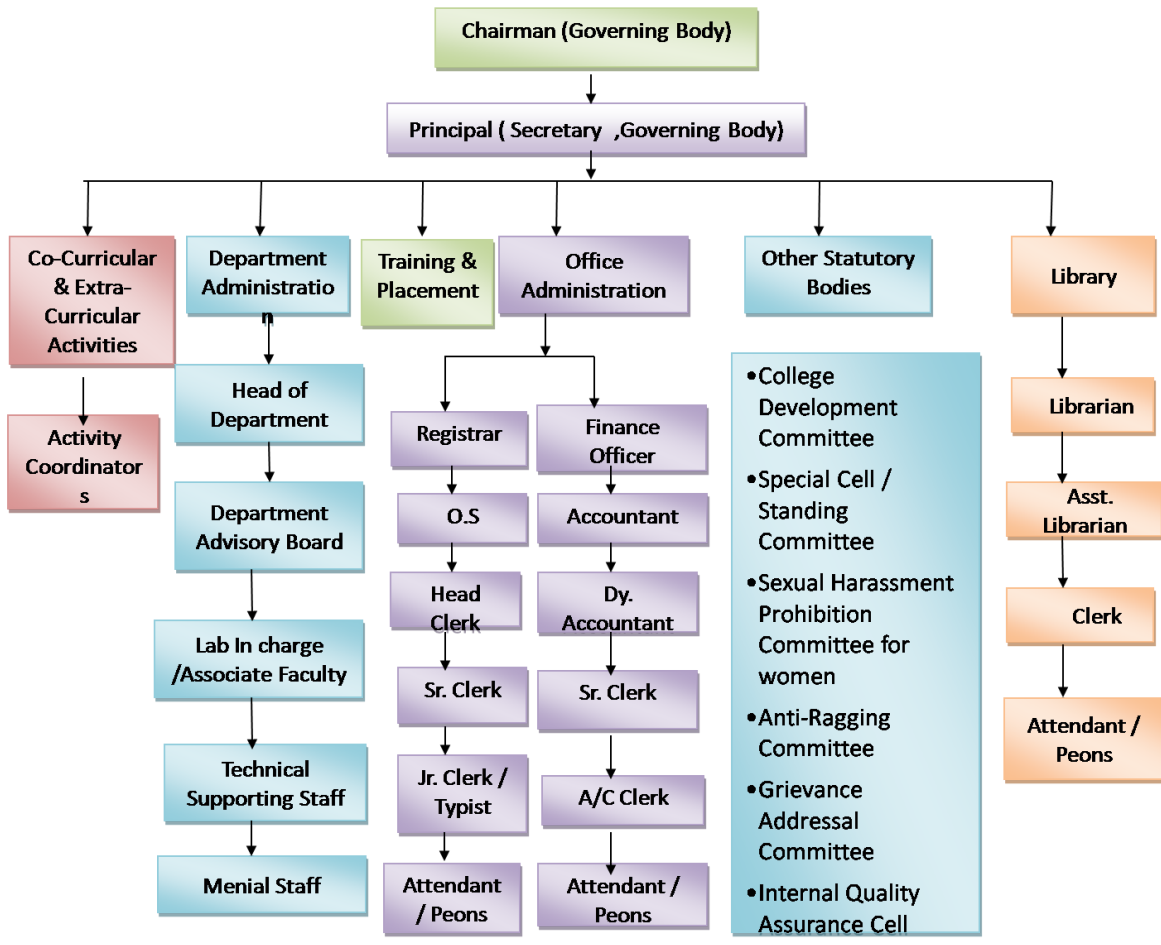 Chairman (Governing Body)
Principal ( Secretary ,Governing Body)
Co-Curricular
& Extra-
Curricular
Activities
Activity
Coordinator
s
Department
Administratio
n
Head of
Department
Department
Advisory Board
Lab In charge
/Associate Faculty
Technical
Supporting Staff
Menial Staff
Training &
Placement
Office
Administration
Registrar
O.S
Head
Clerk
Sr. Clerk
Jr. Clerk /
Typist
Attendant
/ Peons
Finance
Officer
Accountant
Dy.
Accountant
Sr. Clerk
A/C Clerk
Attendant /
Peons
Other Statutory
Bodies
•College
Development
Committee
•Special Cell /
Standing
Committee
•Sexual Harassment
Prohibition
Committee for
women
•Anti-Ragging
Committee
•Grievance
Addressal
Committee
•Internal Quality
Assurance Cell
Library
Librarian
Asst.
Librarian
Clerk
Attendant /
Peons